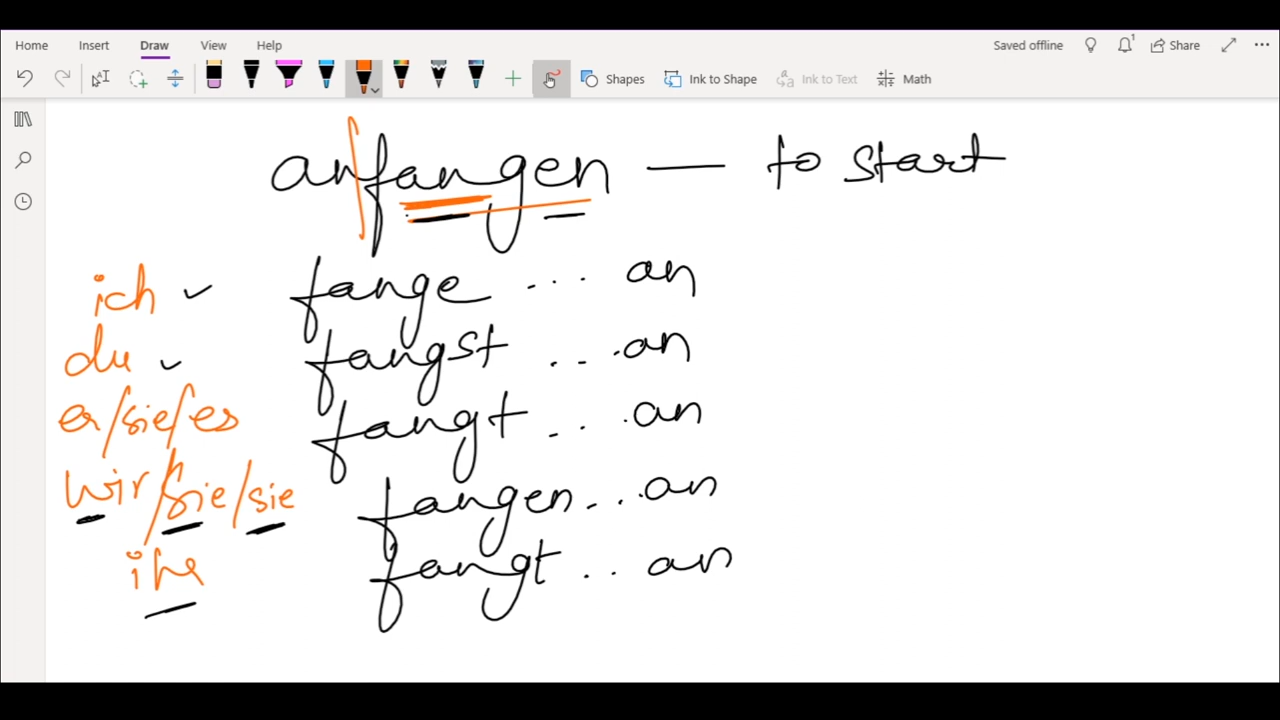 Home Insert Draw View Help Saved offline 1 Share
Shapes Ink to Shape Ink to Text Math
anfangen — to start
ich ✓ fange ... an
du ✓ fangst ... an
er/sie/es fangt ... an
wir/Sie/sie fangen ... an
ihr fangt .. an